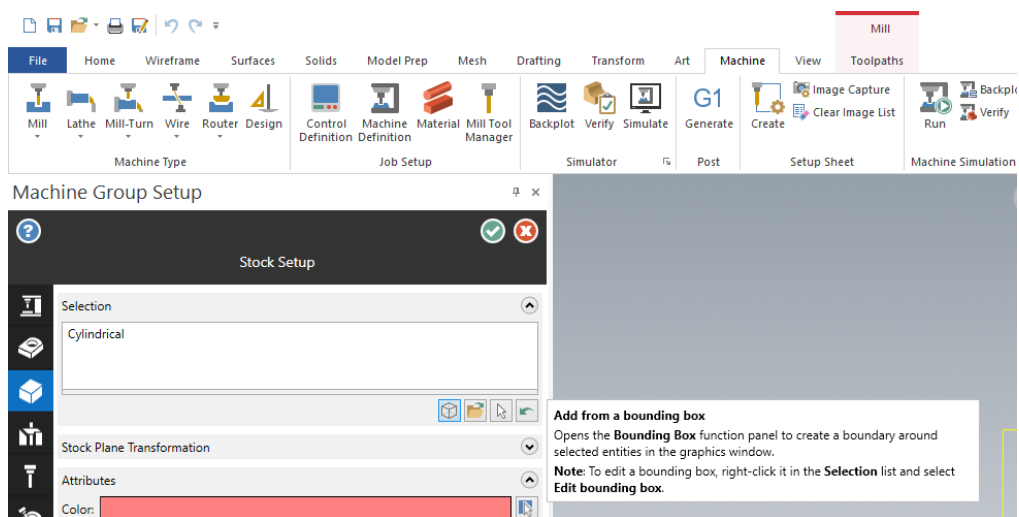 Mill
File Home Wireframe Surfaces Solids Model Prep Mesh Drafting Transform Art Machine View Toolpaths
Mill Lathe Mill-Turn Wire Router Design
Machine Type
Control Definition Machine Definition Material Mill Tool Manager
Job Setup
Backplot Verify Simulate
Simulator
G1
Generate
Post
Create Image Capture
Clear Image List
Setup Sheet
Run Backplo
Verify
Machine Simulation
Machine Group Setup
?
Stock Setup
Selection
Cylindrical
Stock Plane Transformation
Attributes
Color:
Add from a bounding box
Opens the Bounding Box function panel to create a boundary around
selected entities in the graphics window.
Note: To edit a bounding box, right-click it in the Selection list and select
Edit bounding box.